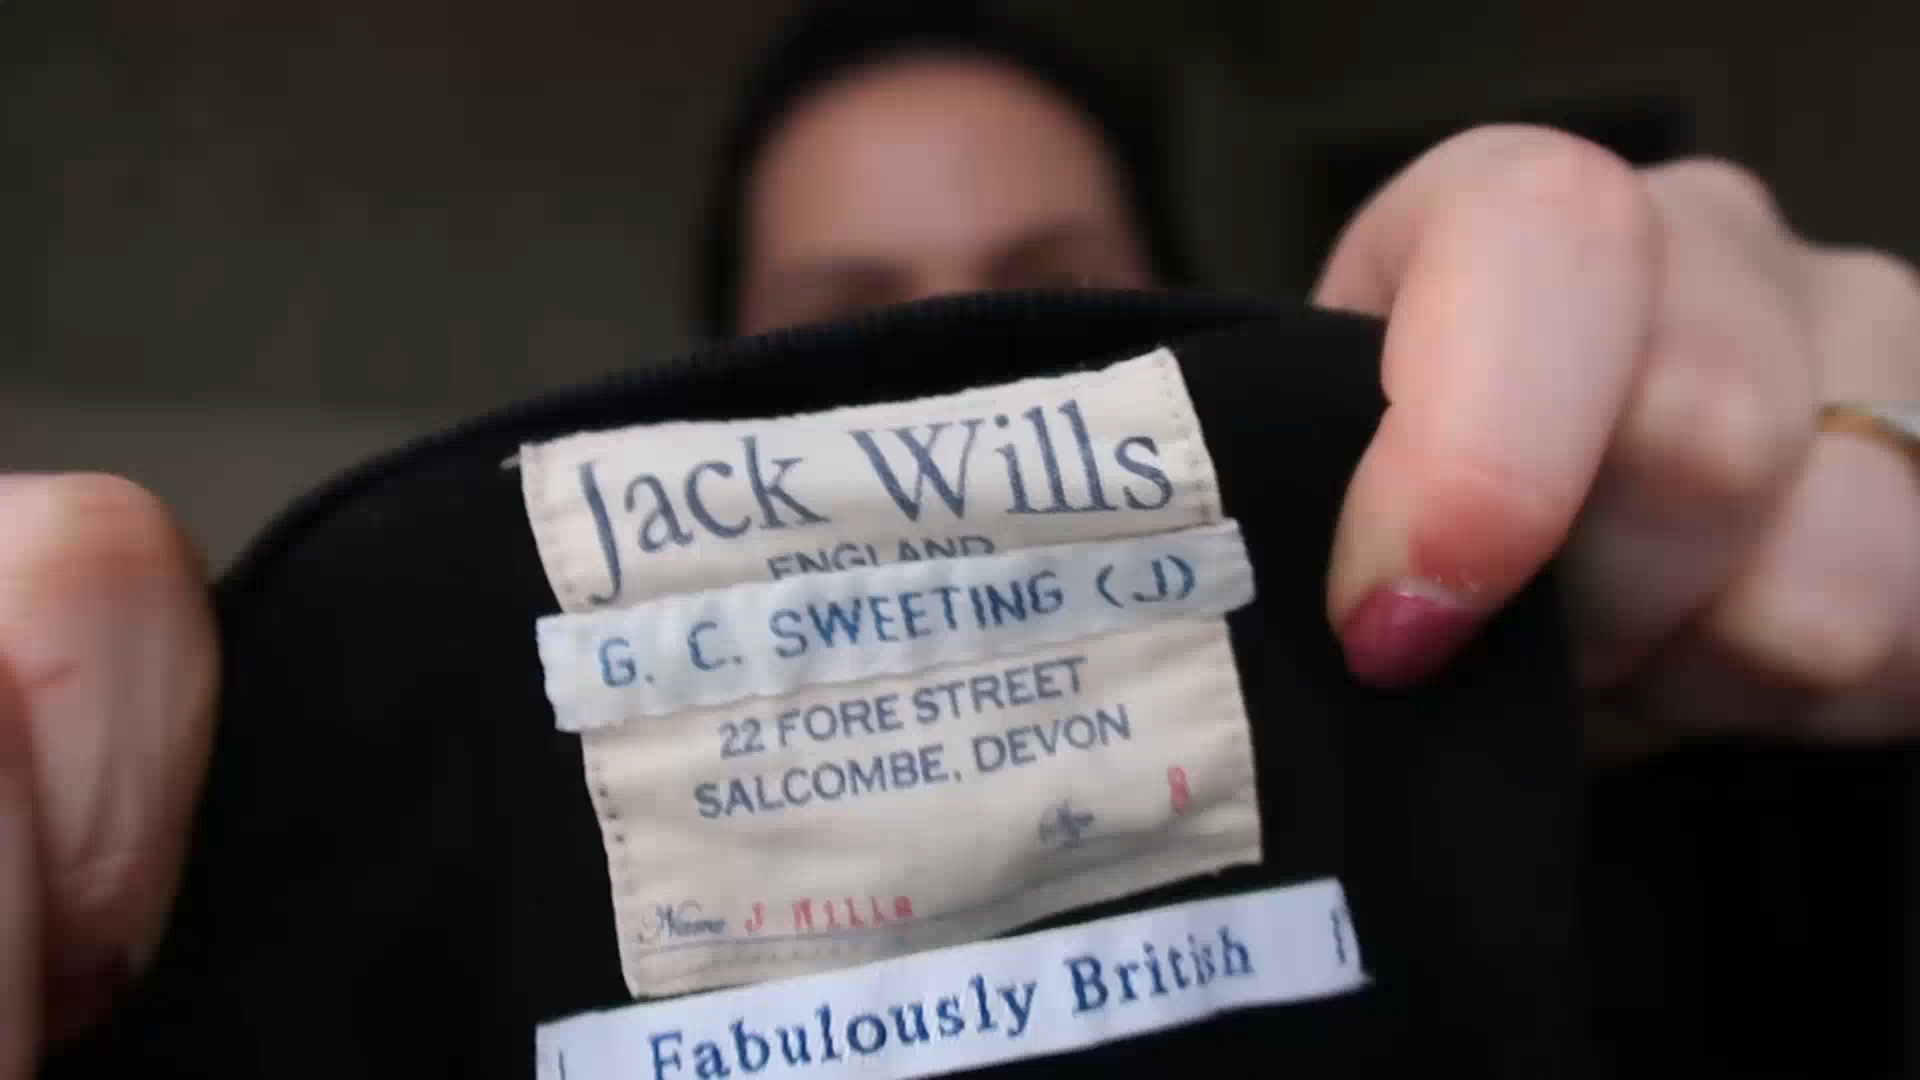 Jack Wills
ENGLAND
G. C. SWEETING (J)
22 FORE STREET
SALCOMBE, DEVON
8
Name J Wills
Fabulously British